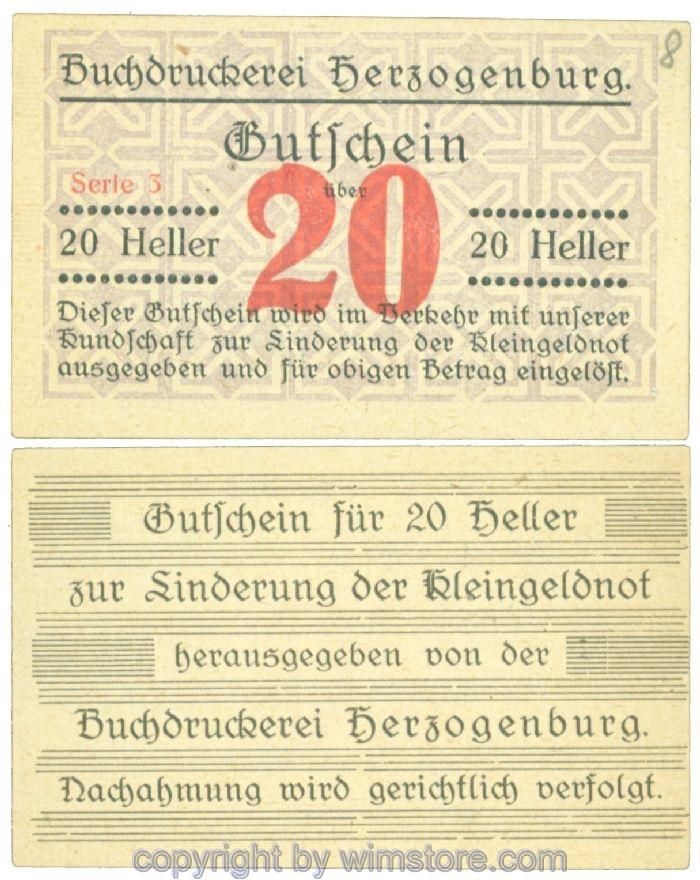 8
Buchdruckerei Herzogenburg.
Gutschein
über
Serie 3
20
20 Heller
20 Heller
Dieser Gutschein wird im Verkehr mit unserer
Kundschaft zur Linderung der Kleingeldnot
ausgegeben und für obigen Betrag eingelöst.
Gutschein für 20 Heller
zur Linderung der Kleingeldnot
herausgegeben von der
Buchdruckerei Herzogenburg.
Nachahmung wird gerichtlich verfolgt.
copyright by wimstore.com